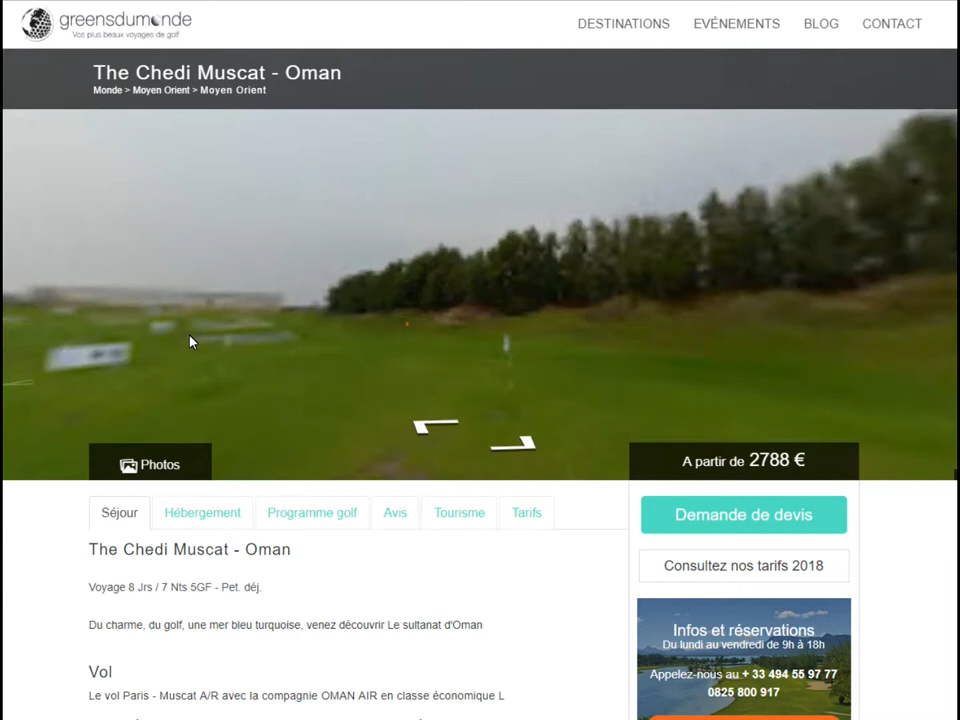 greensdumonde
Vos plus beaux voyages de golf
DESTINATIONS EVÉNEMENTS BLOG CONTACT
The Chedi Muscat - Oman
Monde > Moyen Orient > Moyen Orient
Photos
A partir de 2788 €
Demande de devis
Séjour Hébergement Programme golf Avis Tourisme Tarifs
The Chedi Muscat - Oman
Consultez nos tarifs 2018
Voyage 8 Jrs / 7 Nts 5GF - Pet. déj.
Du charme, du golf, une mer bleu turquoise, venez découvrir Le sultanat d'Oman
Infos et réservations
Du lundi au vendredi de 9h à 18h
Vol
Appelez-nous au + 33 494 55 97 77
0825 800 917
Le vol Paris - Muscat A/R avec la compagnie OMAN AIR en classe économique L